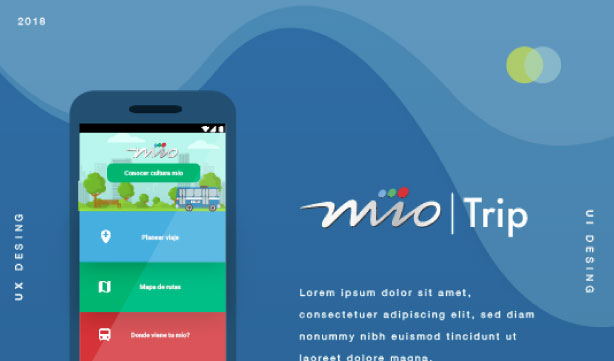 2018
mio
Conocer cultura mio
Planear viaje
Mapa de rutas
Donde viene tu mio?
UX DESING
mio | Trip
Lorem ipsum dolor sit amet,
consectetuer adipiscing elit, sed diam
nonummy nibh euismod tincidunt ut
laoreet dolore magna.
UI DESING